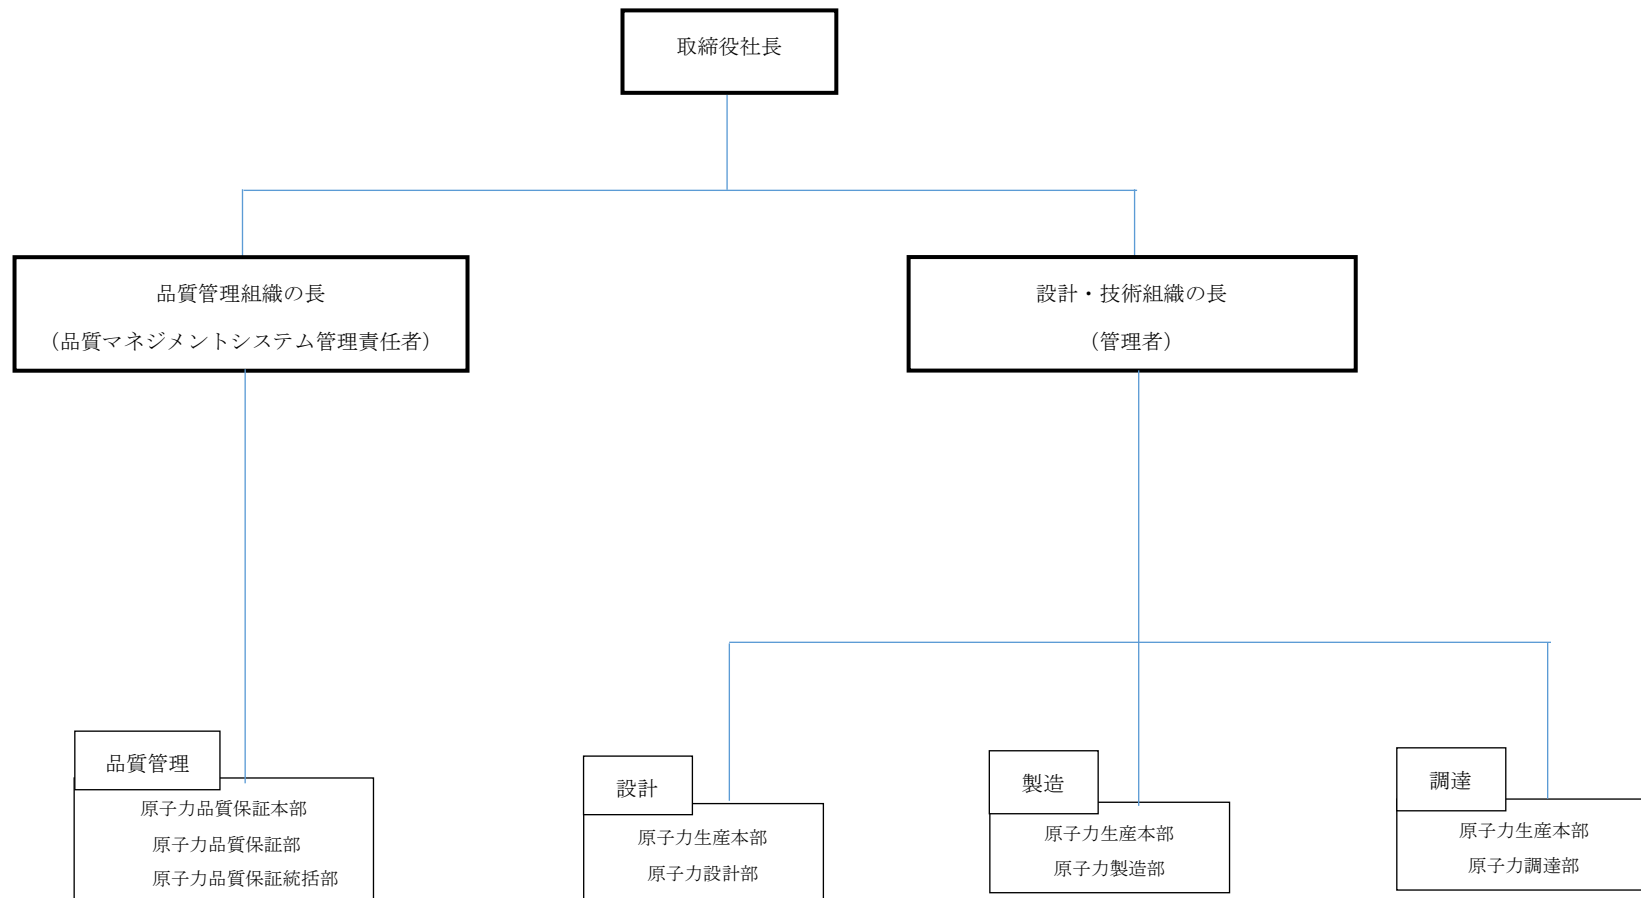 取締役社長
品質管理組織の長
（品質マネジメントシステム管理責任者）
設計・技術組織の長
（管理者）
品質管理
原子力品質保証本部
原子力品質保証部
原子力品質保証統括部
設計
原子力生産本部
原子力設計部
製造
原子力生産本部
原子力製造部
調達
原子力生産本部
原子力調達部